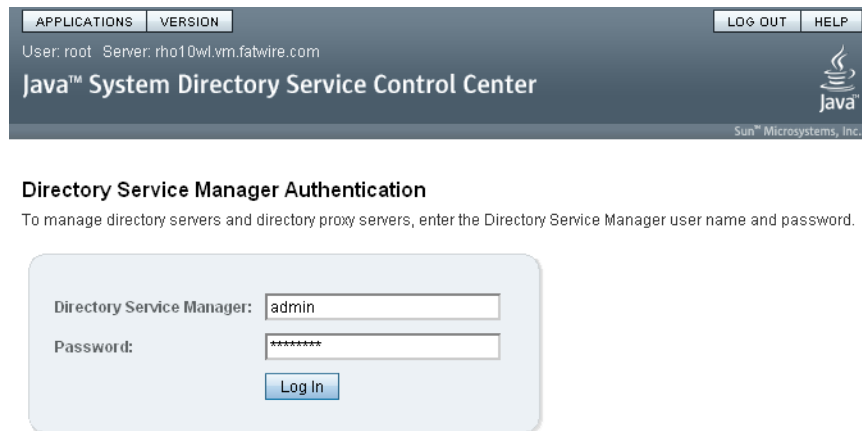 APPLICATIONS VERSION LOG OUT HELP
User: root Server: rho10wl.vm.fatwire.com
Java™ System Directory Service Control Center
Java™
Sun™ Microsystems, Inc.
Directory Service Manager Authentication
To manage directory servers and directory proxy servers, enter the Directory Service Manager user name and password.
Directory Service Manager: admin
Password: ********
Log In